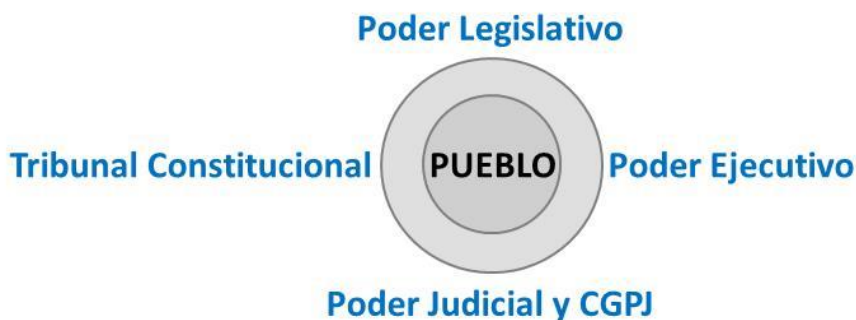 Poder Legislativo
Tribunal Constitucional PUEBLO Poder Ejecutivo
Poder Judicial y CGPJ